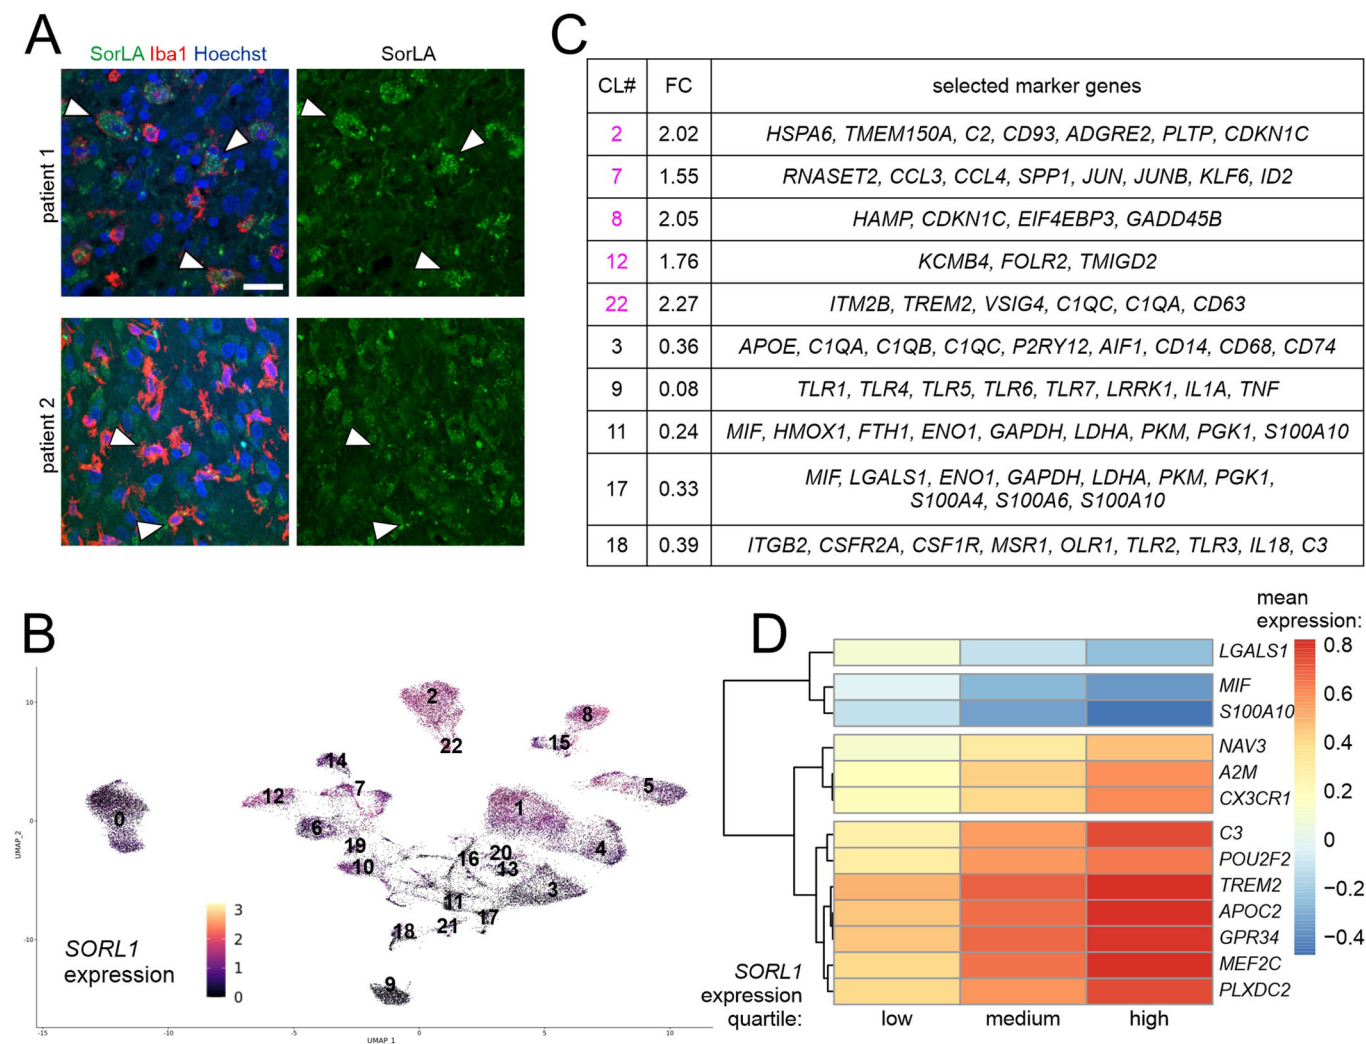 A
SorLA Iba1 Hoechst
SorLA
patient 1
patient 2
C
CL# FC selected marker genes
2 2.02 HSPA6, TMEM150A, C2, CD93, ADGRE2, PLTP, CDKN1C
7 1.55 RNASET2, CCL3, CCL4, SPP1, JUN, JUNB, KLF6, ID2
8 2.05 HAMP, CDKN1C, EIF4EBP3, GADD45B
12 1.76 KCMB4, FOLR2, TMIGD2
22 2.27 ITM2B, TREM2, VSIG4, C1QC, C1QA, CD63
3 0.36 APOE, C1QA, C1QB, C1QC, P2RY12, AIF1, CD14, CD68, CD74
9 0.08 TLR1, TLR4, TLR5, TLR6, TLR7, LRRK1, IL1A, TNF
11 0.24 MIF, HMOX1, FTH1, ENO1, GAPDH, LDHA, PKM, PGK1, S100A10
17 0.33 MIF, LGALS1, ENO1, GAPDH, LDHA, PKM, PGK1,
S100A4, S100A6, S100A10
18 0.39 ITGB2, CSFR2A, CSF1R, MSR1, OLR1, TLR2, TLR3, IL18, C3
B
10
0
-10
UMAP_2
-15 -10 -5 0 5 10
UMAP_1
2
22
8
15
14
7
12
5
1
0
6
19
10
4
20
16
13
3
11
17
21
18
9
SORL1
expression
3
2
1
0
D
mean
expression:
0.8
0.6
0.4
0.2
0
−0.2
−0.4
LGALS1
MIF
S100A10
NAV3
A2M
CX3CR1
C3
POU2F2
TREM2
APOC2
GPR34
MEF2C
PLXDC2
SORL1
expression
quartile: low medium high